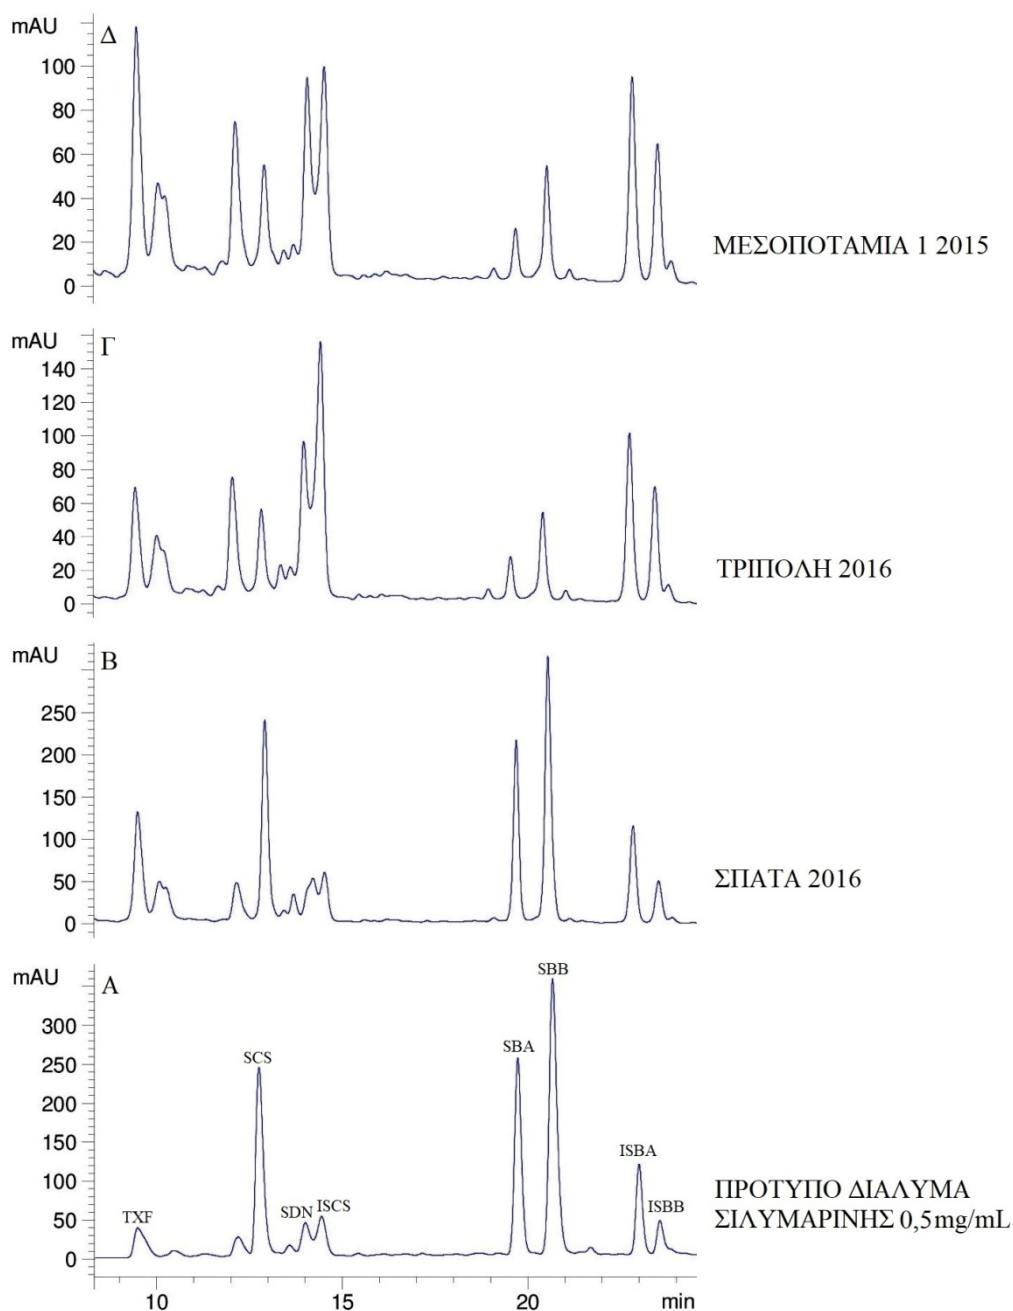 mAU
Δ
100
80
60
40
20
0
ΜΕΣΟΠΟΤΑΜΙΑ 1 2015
mAU
Γ
140
120
100
80
60
40
20
0
ΤΡΙΠΟΛΗ 2016
mAU
Β
250
200
150
100
50
0
ΣΠΑΤΑ 2016
mAU
Α
300
250
200
150
100
50
0
TXF
SCS
SDN
ISCS
SBA
SBB
ISBA
ISBB
ΠΡΟΤΥΠΟ ΔΙΑΛΥΜΑ
ΣΙΛΥΜΑΡΙΝΗΣ 0,5mg/mL
10
15
20
min